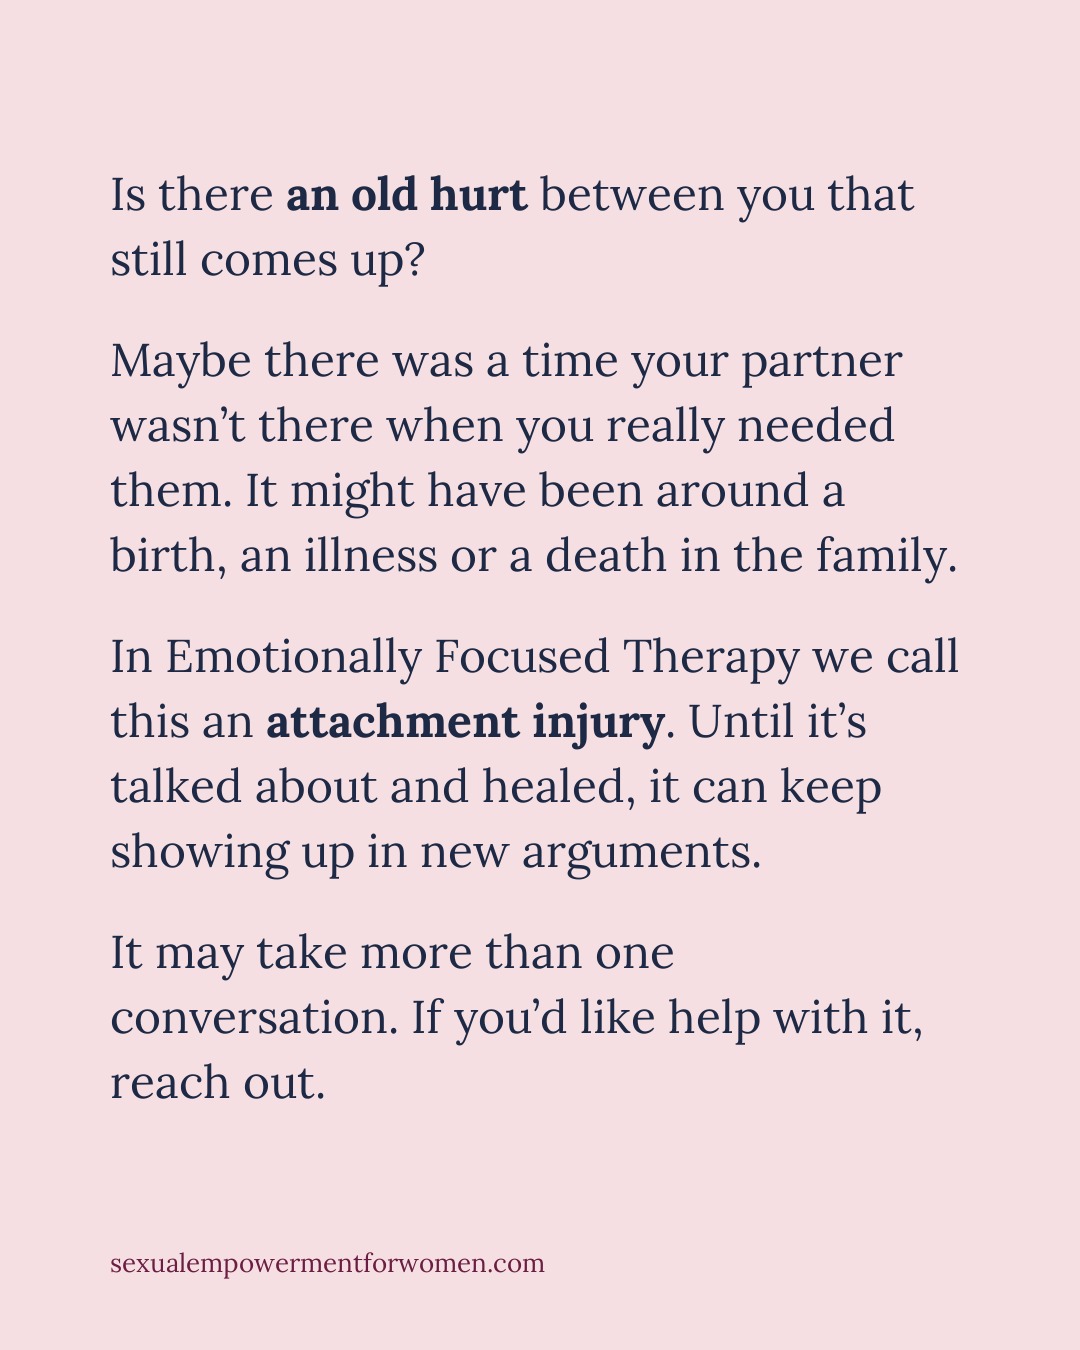 Is there an old hurt between you that
still comes up?
Maybe there was a time your partner
wasn’t there when you really needed
them. It might have been around a
birth, an illness or a death in the family.
In Emotionally Focused Therapy we call
this an attachment injury. Until it’s
talked about and healed, it can keep
showing up in new arguments.
It may take more than one
conversation. If you’d like help with it,
reach out.
sexualempowermentforwomen.com